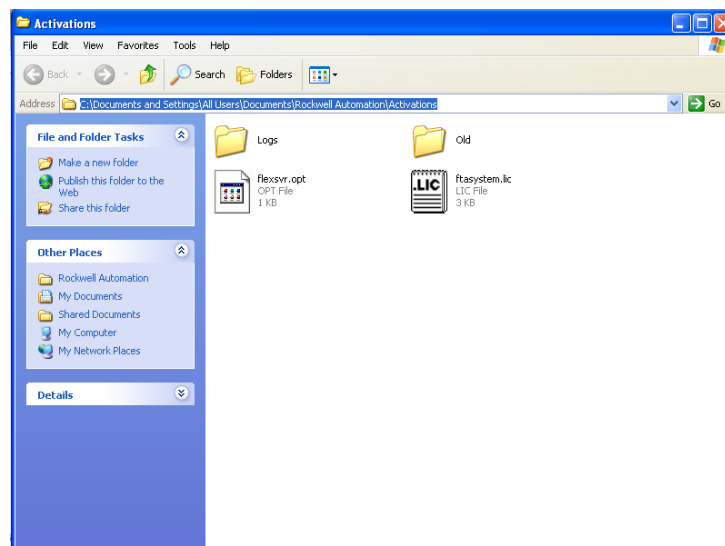 Activations
File Edit View Favorites Tools Help
Back Search Folders
Address C:\Documents and Settings\All Users\Documents\Rockwell Automation\Activations Go
File and Folder Tasks
Make a new folder
Publish this folder to the
Web
Share this folder
Other Places
Rockwell Automation
My Documents
Shared Documents
My Computer
My Network Places
Details
Logs
Old
flexsvr.opt
OPT File
1 KB
.LIC
ftasystem.lic
LIC File
3 KB